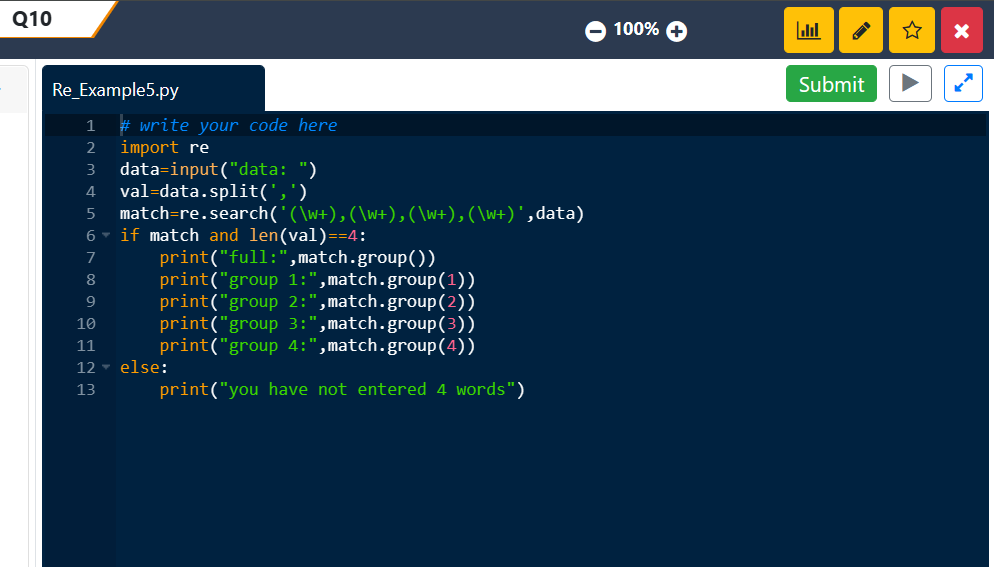 Q10
100%
Re_Example5.py
Submit
1 # write your code here
2 import re
3 data=input("data: ")
4 val=data.split(',')
5 match=re.search('(\w+),(\w+),(\w+),(\w+)',data)
6 if match and len(val)==4:
7     print("full:",match.group())
8     print("group 1:",match.group(1))
9     print("group 2:",match.group(2))
10     print("group 3:",match.group(3))
11     print("group 4:",match.group(4))
12 else:
13     print("you have not entered 4 words")